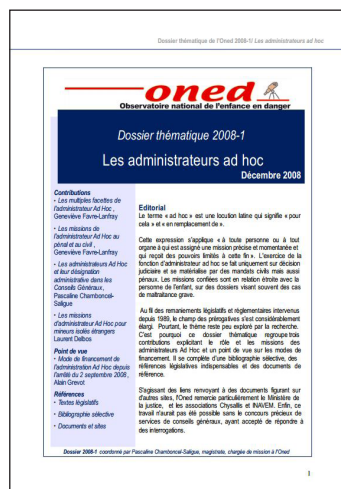 Dossier thématique de l'Oned 2008-1/ Les administrateurs ad hoc
oned
Observatoire national de l'enfance en danger
Dossier thématique 2008-1
Les administrateurs ad hoc
Décembre 2008
Contributions
- Les multiples facettes de
l'administrateur Ad Hoc ,
Geneviève Favre-Lanfray
- Les missions de
l'administrateur Ad Hoc au
pénal et au civil ,
Geneviève Favre-Lanfray
- Les administrateurs Ad Hoc
et leur désignation
administrative dans les
Conseils Généraux,
Pascaline Chamboncel-
Saligue
- Les missions
d'administrateur Ad Hoc pour
mineurs isolés étrangers
Laurent Delbos
Point de vue
- Mode de financement de
l'administrateur Ad Hoc depuis
l'arrêté du 2 septembre 2008 ,
Alain Grevot
Références
- Textes législatifs
- Bibliographie sélective
- Documents et sites
Editorial
Le terme « ad hoc » est une locution latine qui signifie « pour
cela » et « en remplacement de ».
Cette expression s'applique « à toute personne ou à tout
organe à qui est assigné une mission précise et momentanée et
qui reçoit des pouvoirs limités à cette fin ». L'exercice de la
fonction d'administrateur ad hoc se fait uniquement sur décision
judiciaire et se matérialise par des mandats civils mais aussi
pénaux. Les missions confiées sont en relation étroite avec la
personne de l'enfant, sur des dossiers visant souvent des cas
de maltraitance grave.
Au fil des remaniements législatifs et réglementaires intervenus
depuis 1989, le champ des prérogatives s'est considérablement
élargi. Pourtant, le thème reste peu exploré par la recherche.
C'est pourquoi ce dossier thématique regroupe trois
contributions explicitant le rôle et les missions des
administrateurs Ad Hoc et un point de vue sur les modes de
financement. Il se complète d'une bibliographie sélective, des
références législatives indispensables et des documents de
référence.
S'agissant des liens renvoyant à des documents figurant sur
d'autres sites, l'Oned remercie particulièrement le Ministère de
la justice, et les associations Chysallis et INAVEM. Enfin, ce
travail n'aurait pas été possible sans le concours précieux de
services de conseils généraux, ayant accepté de répondre à
des interrogations.
Dossier 2008-1 coordonné par Pascaline Chamboncel-Saligue, magistrate, chargée de mission à l'Oned
1